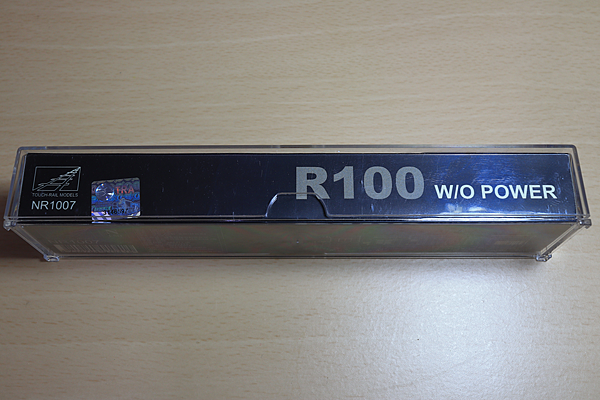 TOUCH-RAIL MODELS
NR1007
R100 W/O POWER